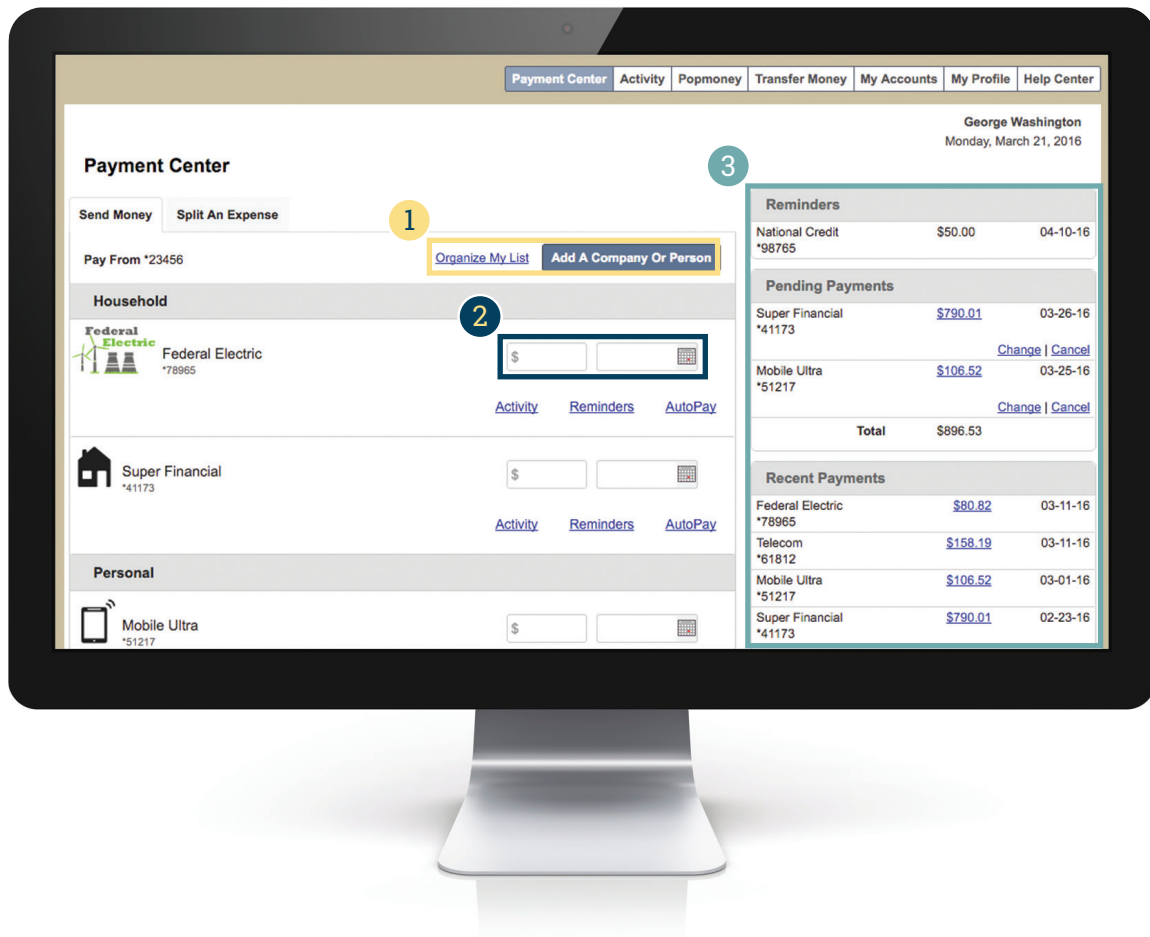 Payment Center Activity Popmoney Transfer Money My Accounts My Profile Help Center
George Washington
Monday, March 21, 2016
Payment Center
Send Money Split An Expense
1
Pay From *23456 Organize My List Add A Company Or Person
Household
2
Federal
Electric
Federal Electric
*78965
$
Activity Reminders AutoPay
Super Financial
*41173
$
Activity Reminders AutoPay
Personal
Mobile Ultra
*51217
$
3
Reminders
National Credit $50.00 04-10-16
*98765
Pending Payments
Super Financial $790.01 03-26-16
*41173
Change | Cancel
Mobile Ultra $106.52 03-25-16
*51217
Change | Cancel
Total $896.53
Recent Payments
Federal Electric $80.82 03-11-16
*78965
Telecom $158.19 03-11-16
*61812
Mobile Ultra $106.52 03-01-16
*51217
Super Financial $790.01 02-23-16
*41173